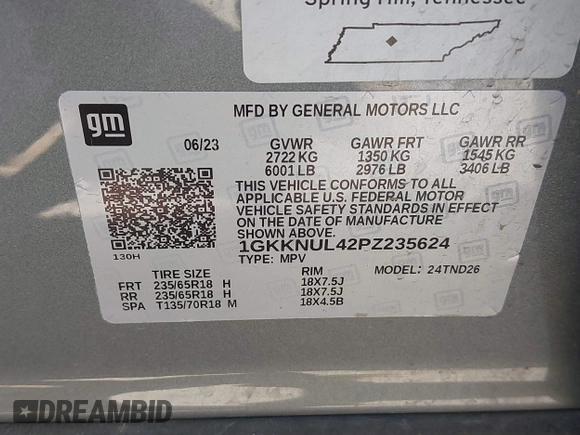 Spring Hill, Tennessee
gm
MFD BY GENERAL MOTORS LLC
06/23 GVWR GAWR FRT GAWR RR
2722 KG 1350 KG 1545 KG
6001 LB 2976 LB 3406 LB
THIS VEHICLE CONFORMS TO ALL
APPLICABLE U.S. FEDERAL MOTOR
VEHICLE SAFETY STANDARDS IN EFFECT
ON THE DATE OF MANUFACTURE
SHOWN ABOVE.
1GKKNUL42PZ235624
130H
TYPE: MPV
TIRE SIZE RIM MODEL: 24TND26
FRT 235/65R18 H 18X7.5J
RR 235/65R18 H 18X7.5J
SPA T135/70R18 M 18X4.5B
DREAMBID